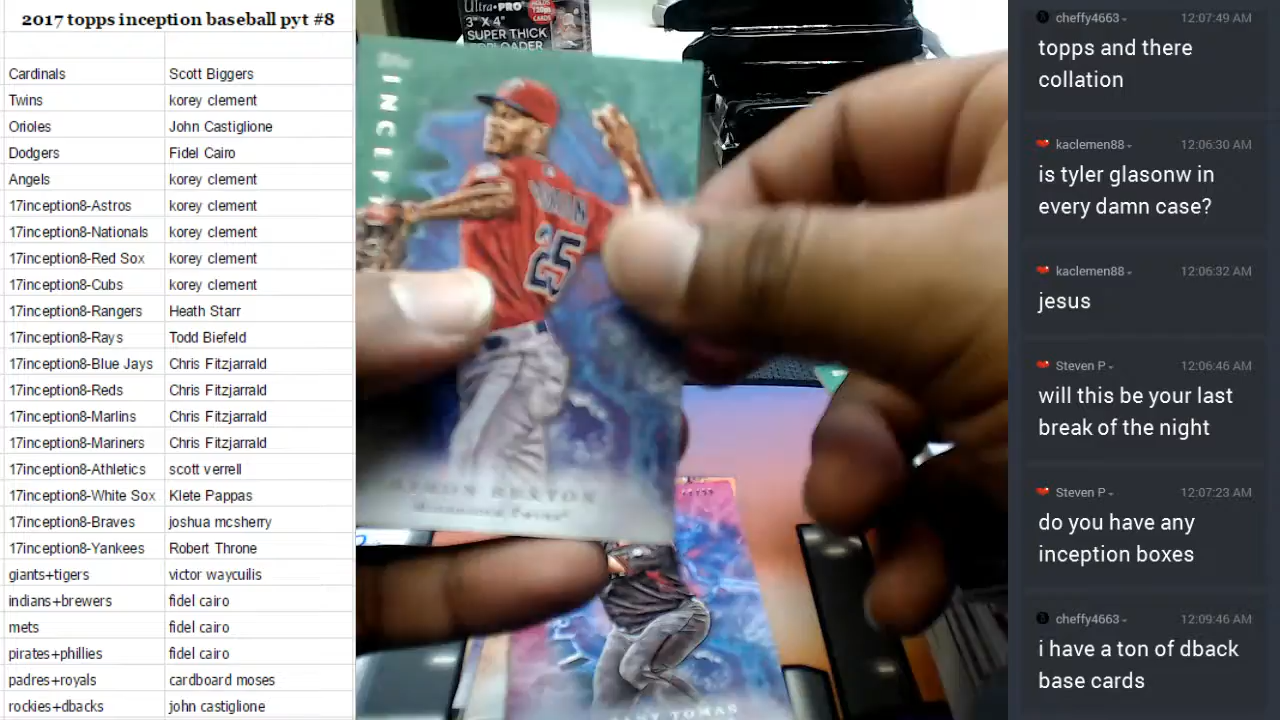 2017 topps inception baseball pyt #8
Cardinals Scott Biggers
Twins korey clement
Orioles John Castiglione
Dodgers Fidel Cairo
Angels korey clement
17inception8-Astros korey clement
17inception8-Nationals korey clement
17inception8-Red Sox korey clement
17inception8-Cubs korey clement
17inception8-Rangers Heath Starr
17inception8-Rays Todd Biefeld
17inception8-Blue Jays Chris Fitzjarrald
17inception8-Reds Chris Fitzjarrald
17inception8-Marlins Chris Fitzjarrald
17inception8-Mariners Chris Fitzjarrald
17inception8-Athletics scott verrell
17inception8-White Sox Klete Pappas
17inception8-Braves joshua mcsherry
17inception8-Yankees Robert Throne
giants+tigers victor waycuilis
indians+brewers fidel cairo
mets fidel cairo
pirates+phillies fidel cairo
padres+royals cardboard moses
rockies+dbacks john castiglione
ultra·PRO
3" X 4"
SUPER THICK
TOPLOADER
25
BYRON BUXTON
Minnesota Twins
TOMAS
cheffy4663 12:07:49 AM
topps and there
collation
kaclemen88 12:06:30 AM
is tyler glasonw in
every damn case?
kaclemen88 12:06:32 AM
jesus
Steven P 12:06:46 AM
will this be your last
break of the night
Steven P 12:07:23 AM
do you have any
inception boxes
cheffy4663 12:09:46 AM
i have a ton of dback
base cards